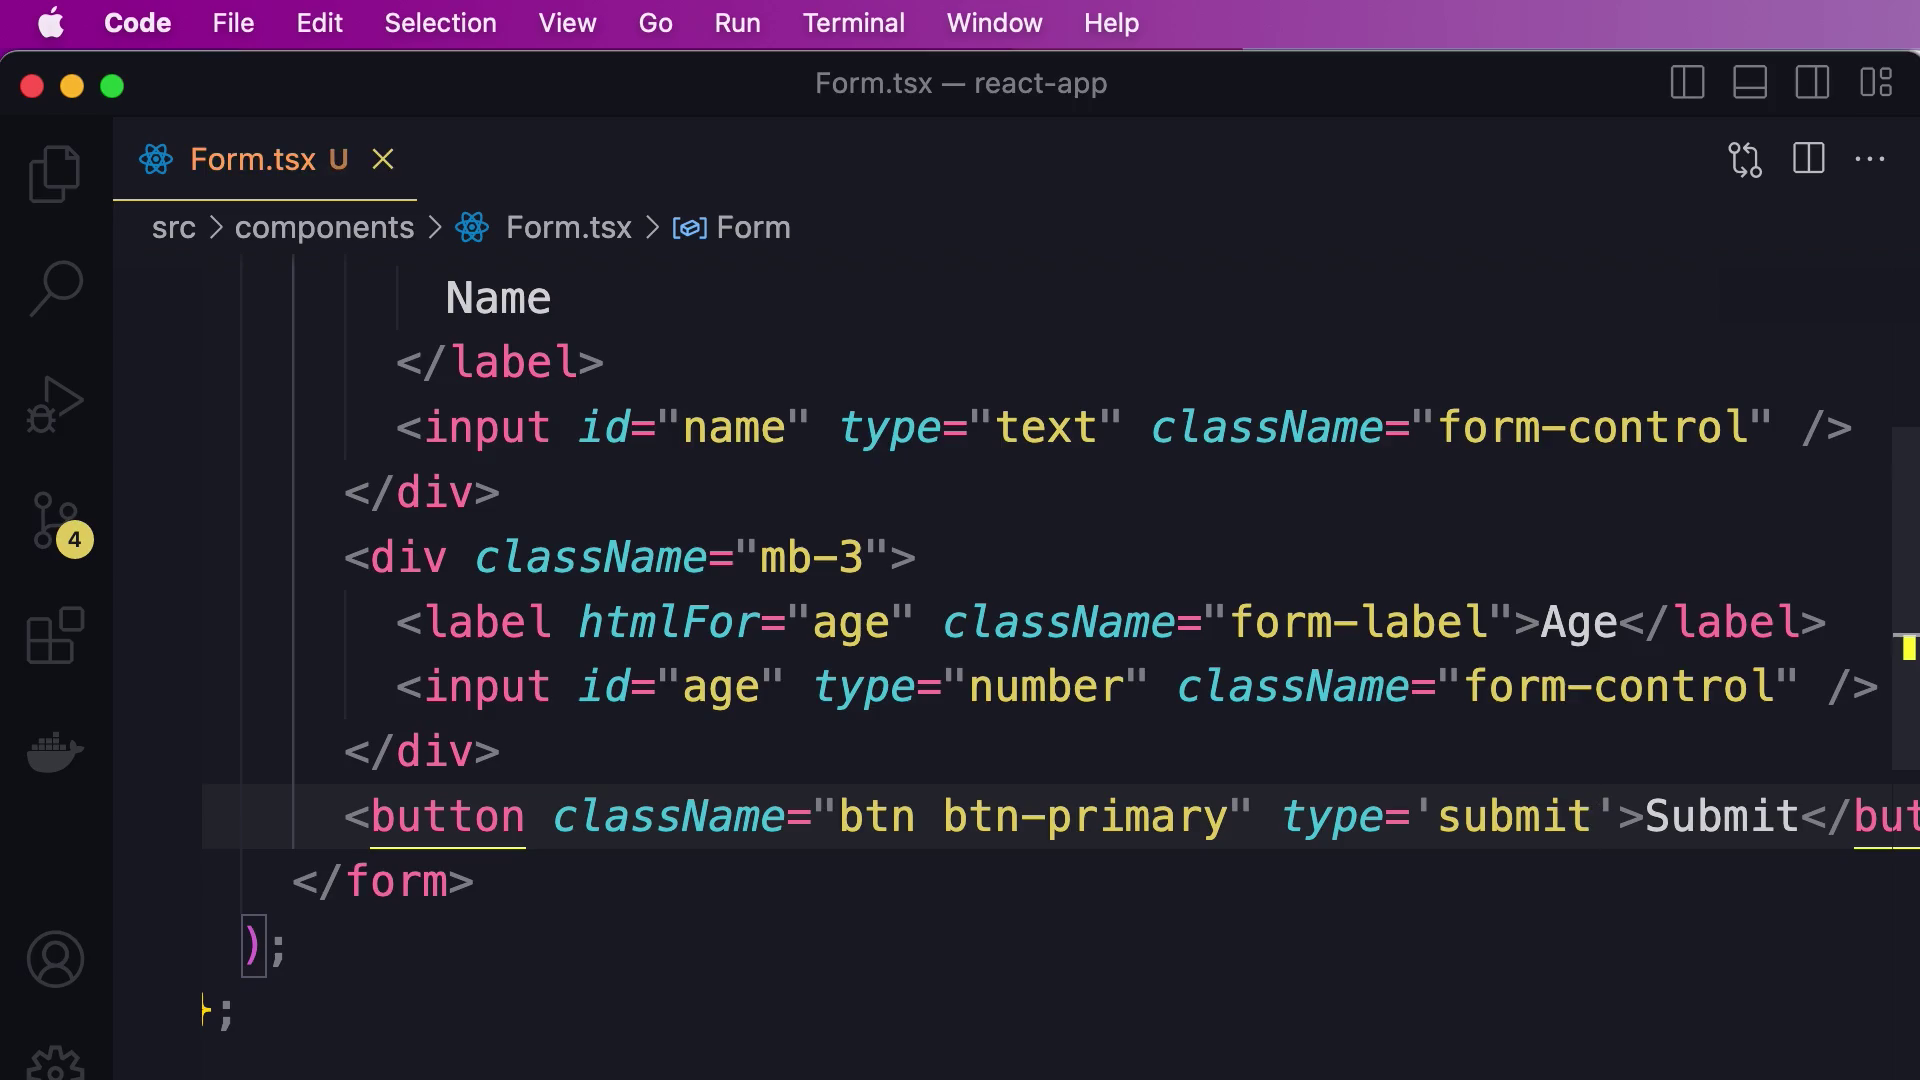 Code File Edit Selection View Go Run Terminal Window Help
Form.tsx — react-app
Form.tsx U
src > components > Form.tsx > Form
Name
</label>
<input id="name" type="text" className="form-control" />
</div>
<div className="mb-3">
<label htmlFor="age" className="form-label">Age</label>
<input id="age" type="number" className="form-control" />
</div>
<button className="btn btn-primary" type='submit'>Submit</but
</form>
);
};
4